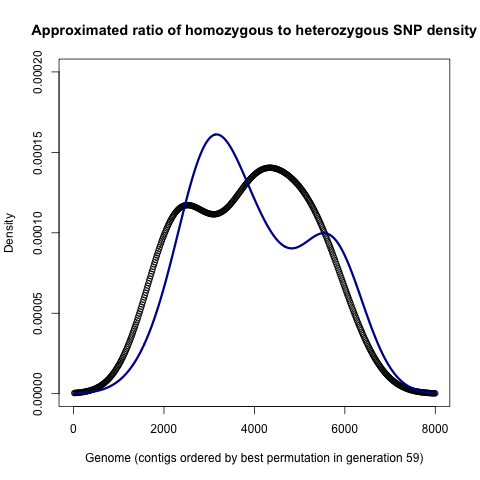 Approximated ratio of homozygous to heterozygous SNP density
0.00020
0.00015
0.00010
0.00005
0.00000
Density
0 2000 4000 6000 8000
Genome (contigs ordered by best permutation in generation 59)